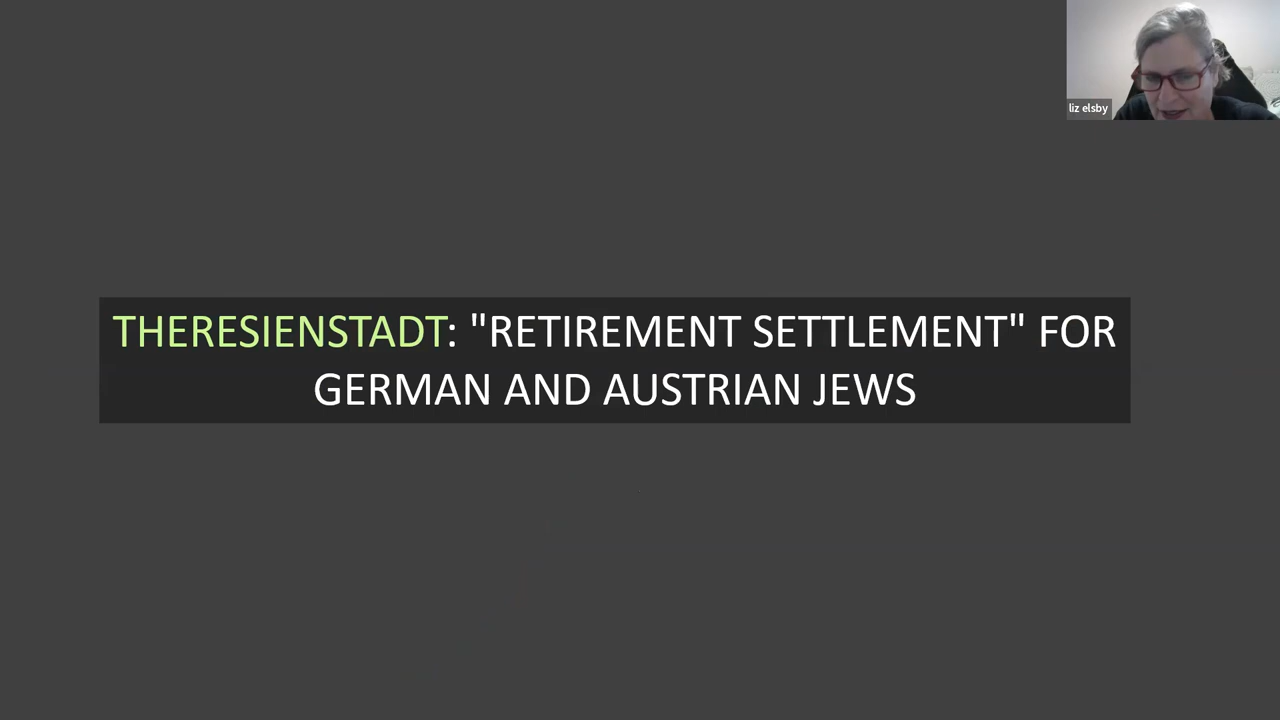 liz elsby
THERESIENSTADT: "RETIREMENT SETTLEMENT" FOR
GERMAN AND AUSTRIAN JEWS